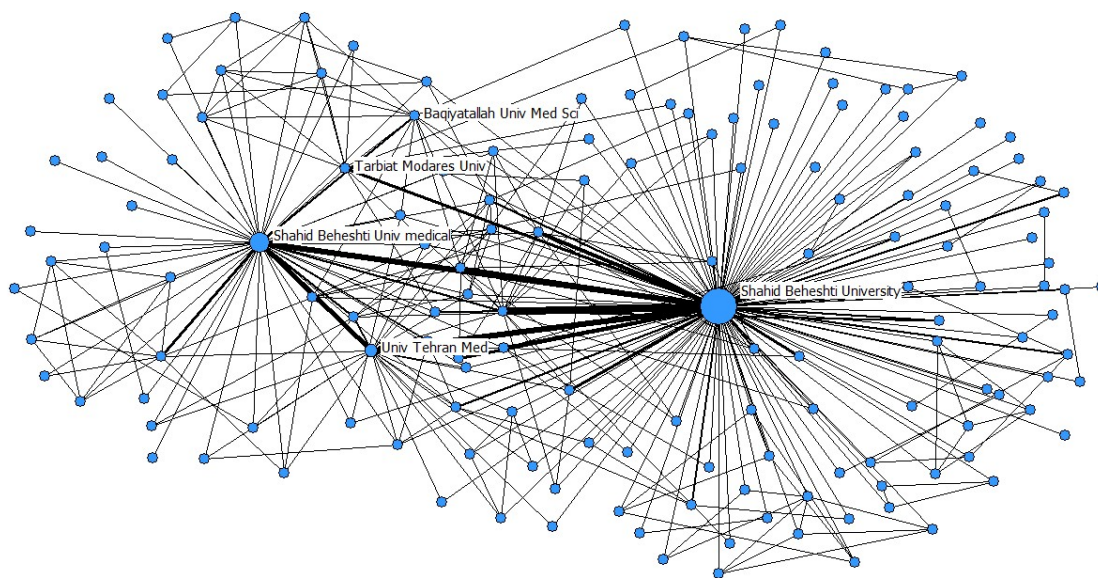 Baqiyatallah Univ Med Sci
Tarbiat Modares Univ
Shahid Beheshti Univ medical
Shahid Beheshti University
Univ Tehran Med